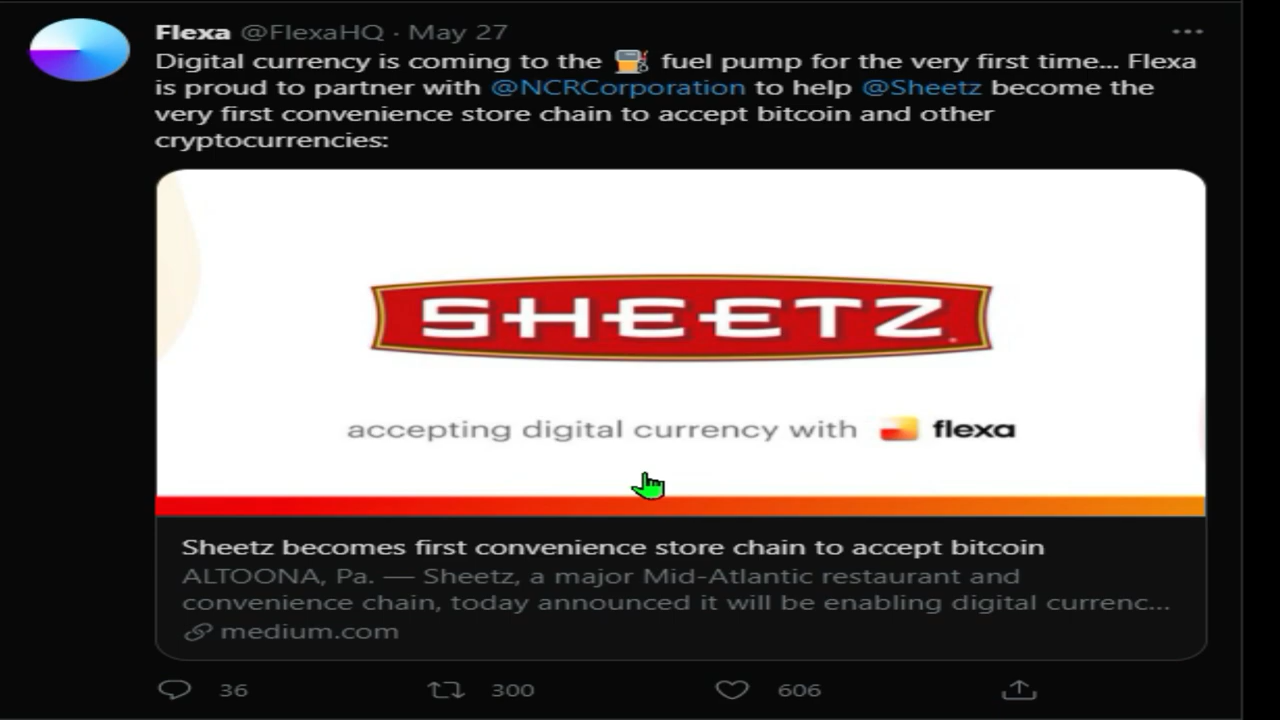 Flexa @FlexaHQ · May 27
Digital currency is coming to the ⛽ fuel pump for the very first time... Flexa
is proud to partner with @NCRCorporation to help @Sheetz become the
very first convenience store chain to accept bitcoin and other
cryptocurrencies:
SHEETZ
accepting digital currency with flexa
Sheetz becomes first convenience store chain to accept bitcoin
ALTOONA, Pa. — Sheetz, a major Mid-Atlantic restaurant and
convenience chain, today announced it will be enabling digital currenc...
medium.com
36 300 606